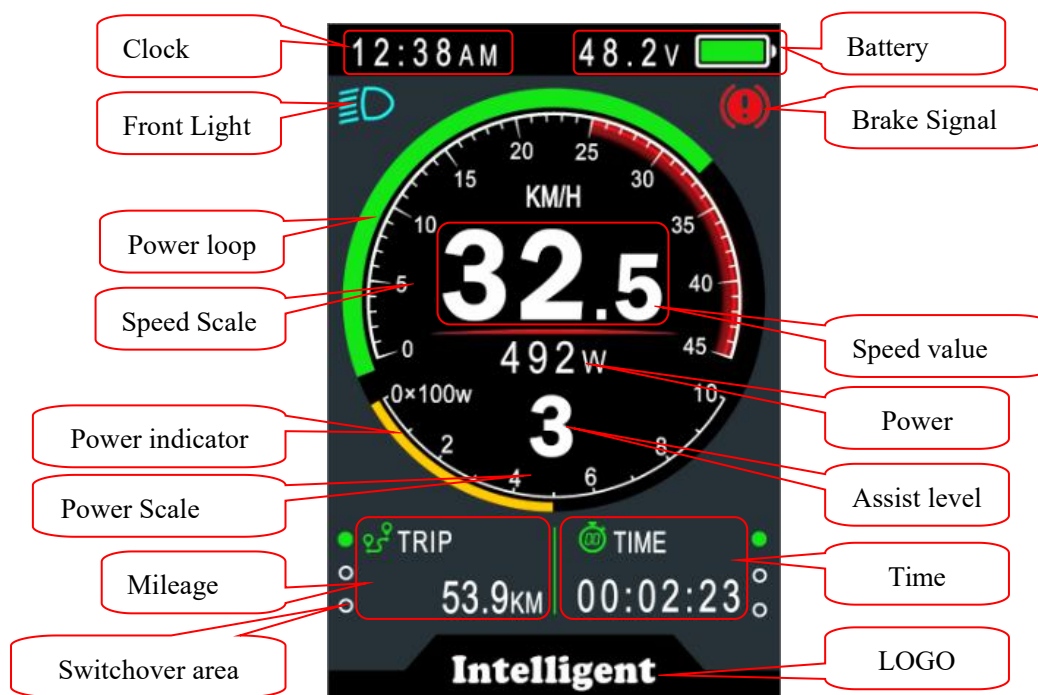 Clock
12:38AM
48.2V
Battery
Front Light
Brake Signal
20
25
15
30
KM/H
10
35
Power loop
32.5
5
40
Speed Scale
0
45
Speed value
492W
0×100w
10
Power
Power indicator
3
2
8
4
6
Power Scale
Assist level
TRIP
00
TIME
Mileage
53.9KM
00:02:23
Time
Switchover area
Intelligent
LOGO